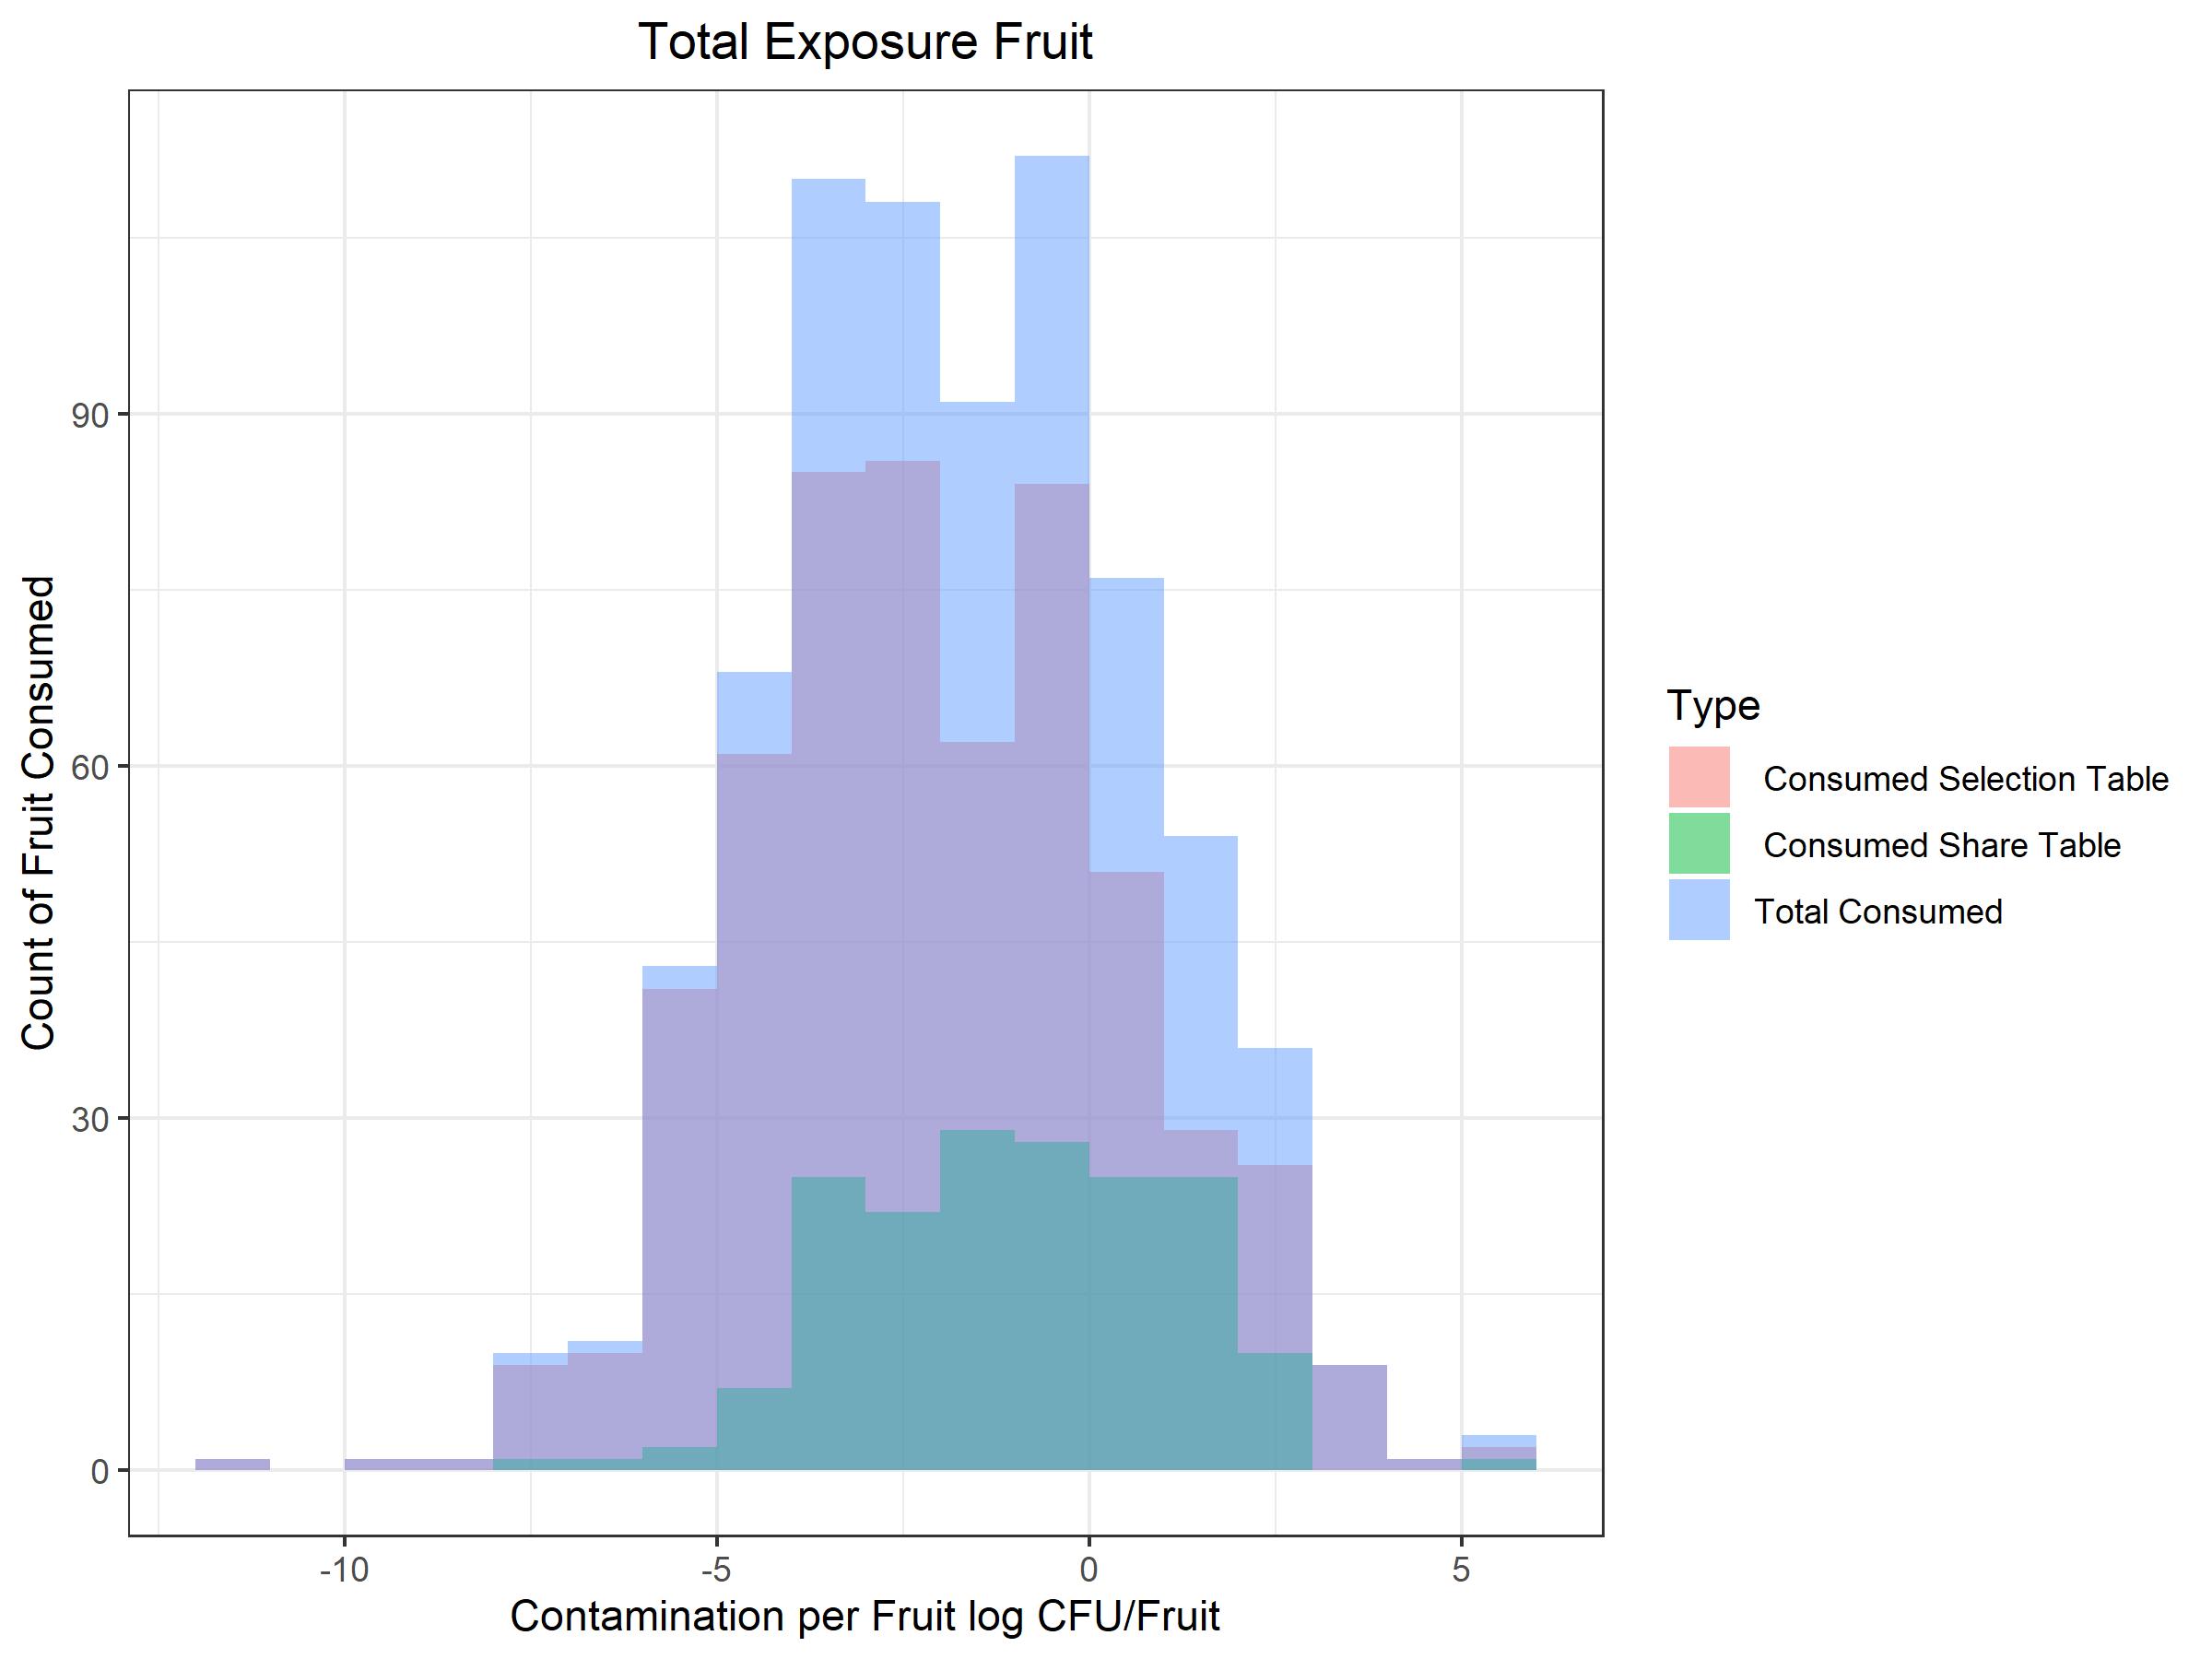 Total Exposure Fruit
Count of Fruit Consumed
90
60
30
0
-10
-5
0
5
Contamination per Fruit log CFU/Fruit
Type
Consumed Selection Table
Consumed Share Table
Total Consumed